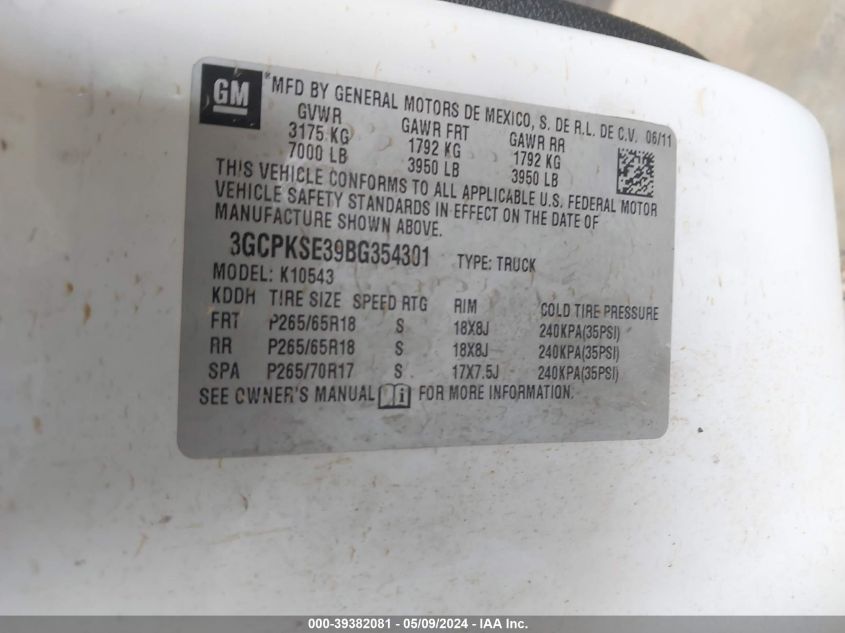 GM ®MFD BY GENERAL MOTORS DE MEXICO, S. DE R.L. DE C.V. 06/11
GVWR GAWR FRT GAWR RR
3175 KG 1792 KG 1792 KG
7000 LB 3950 LB 3950 LB
THIS VEHICLE CONFORMS TO ALL APPLICABLE U.S. FEDERAL MOTOR
VEHICLE SAFETY STANDARDS IN EFFECT ON THE DATE OF
MANUFACTURE SHOWN ABOVE.
3GCPKSE39BG354301 TYPE: TRUCK
MODEL: K10543
KDDH TIRE SIZE SPEED RTG RIM COLD TIRE PRESSURE
FRT P265/65R18 S 18X8J 240KPA(35PSI)
RR P265/65R18 S 18X8J 240KPA(35PSI)
SPA P265/70R17 S 17X7.5J 240KPA(35PSI)
SEE OWNER'S MANUAL FOR MORE INFORMATION.
000-39382081 - 05/09/2024 - IAA Inc.